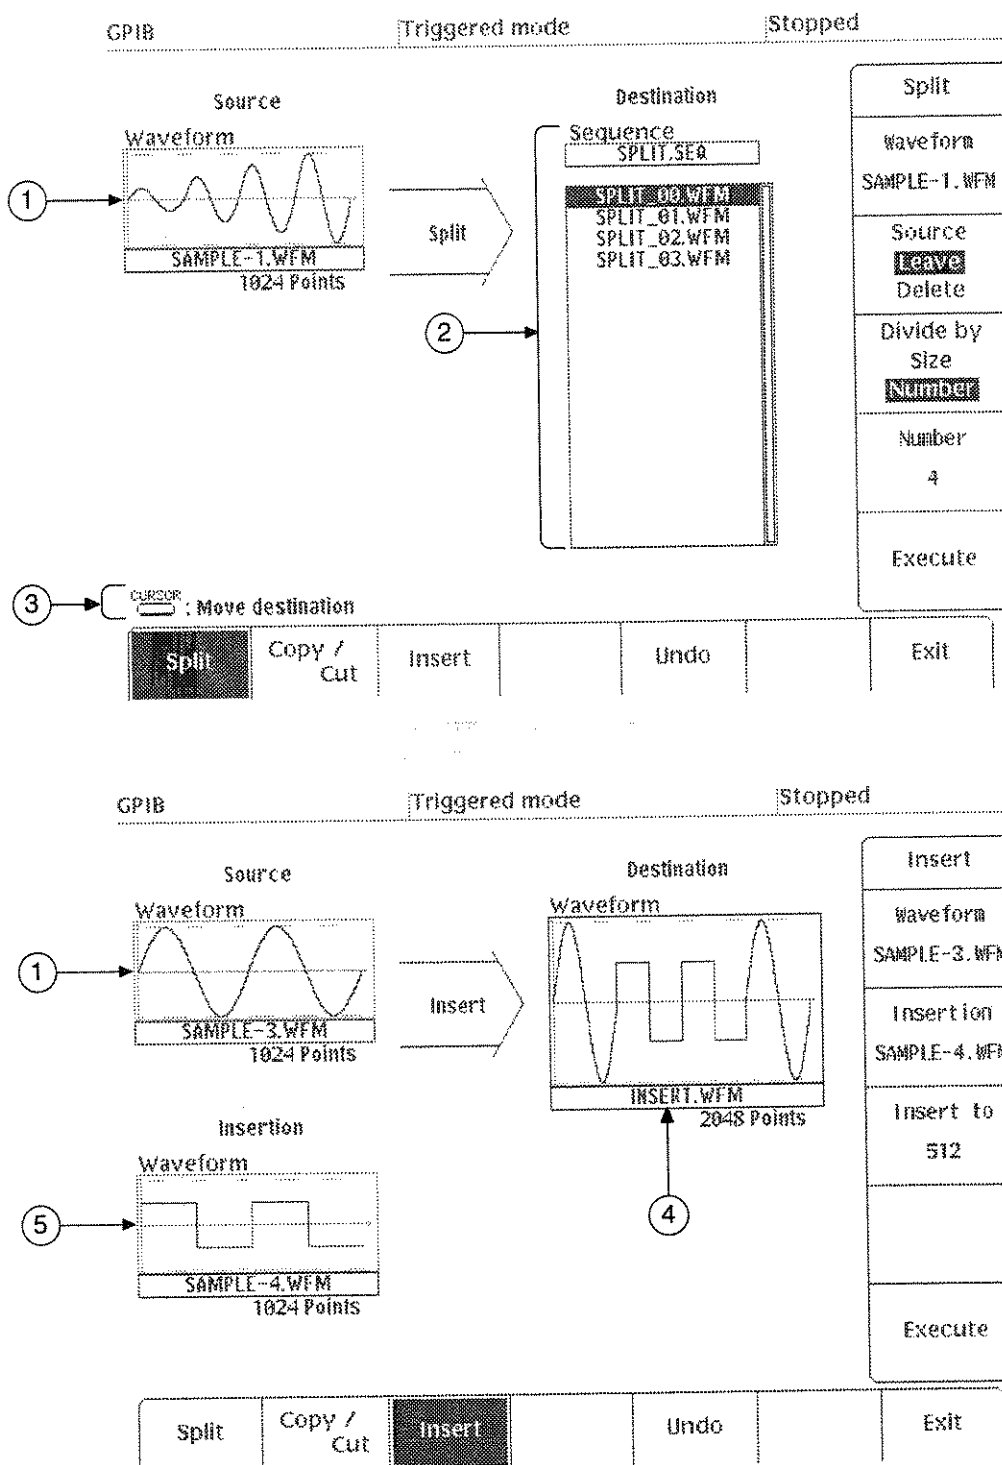 GPIB Triggered mode Stopped
Source
Waveform
1
SAMPLE-1.WFM
1024 Points
Split
Destination
Sequence
SPLIT.SEQ
SPLIT_00.WFM
SPLIT_01.WFM
SPLIT_02.WFM
SPLIT_03.WFM
2
Split
Waveform
SAMPLE-1.WFM
Source
Leave
Delete
Divide by
Size
Number
Number
4
Execute
3
CURSOR
: Move destination
Split Copy / Cut Insert Undo Exit
GPIB Triggered mode Stopped
Source
Waveform
1
SAMPLE-3.WFM
1024 Points
Insert
Destination
Waveform
INSERT.WFM
2048 Points
4
Insertion
Waveform
5
SAMPLE-4.WFM
1024 Points
Insert
Waveform
SAMPLE-3.WFM
Insertion
SAMPLE-4.WFM
Insert to
512
Execute
Split Copy / Cut Insert Undo Exit